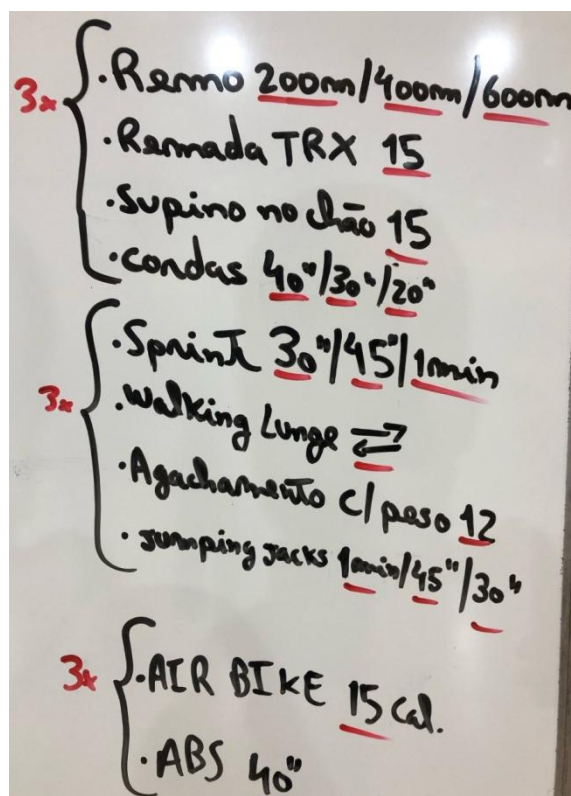 3x
.Remo 200m/400m/600m
.Remada TRX 15
.Supino no chão 15
.condas 40"/30"/20"
3x
.Sprint 30"/45"/1min
.Walking Lunge ⇄
.Agachamento c/ peso 12
.jumping jacks 1min/45"/30"
3x
.AIR BIKE 15 cal.
.ABS 40"